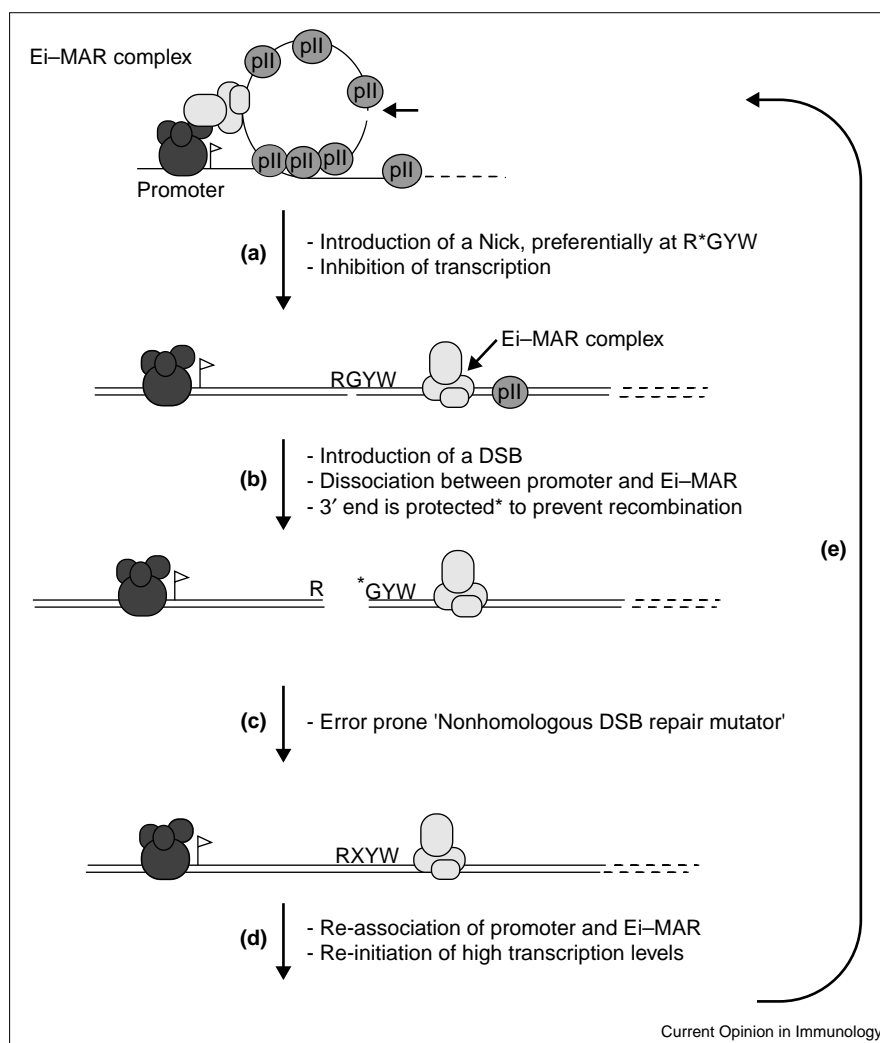 Ei–MAR complex
pII
pII
pII
pII pII pII
pII
Promoter
(a)
- Introduction of a Nick, preferentially at R*GYW
- Inhibition of transcription
Ei–MAR complex
RGYW
pII
(b)
- Introduction of a DSB
- Dissociation between promoter and Ei–MAR
- 3′ end is protected* to prevent recombination
(e)
R *GYW
(c)
- Error prone 'Nonhomologous DSB repair mutator'
RXYW
(d)
- Re-association of promoter and Ei–MAR
- Re-initiation of high transcription levels
Current Opinion in Immunology